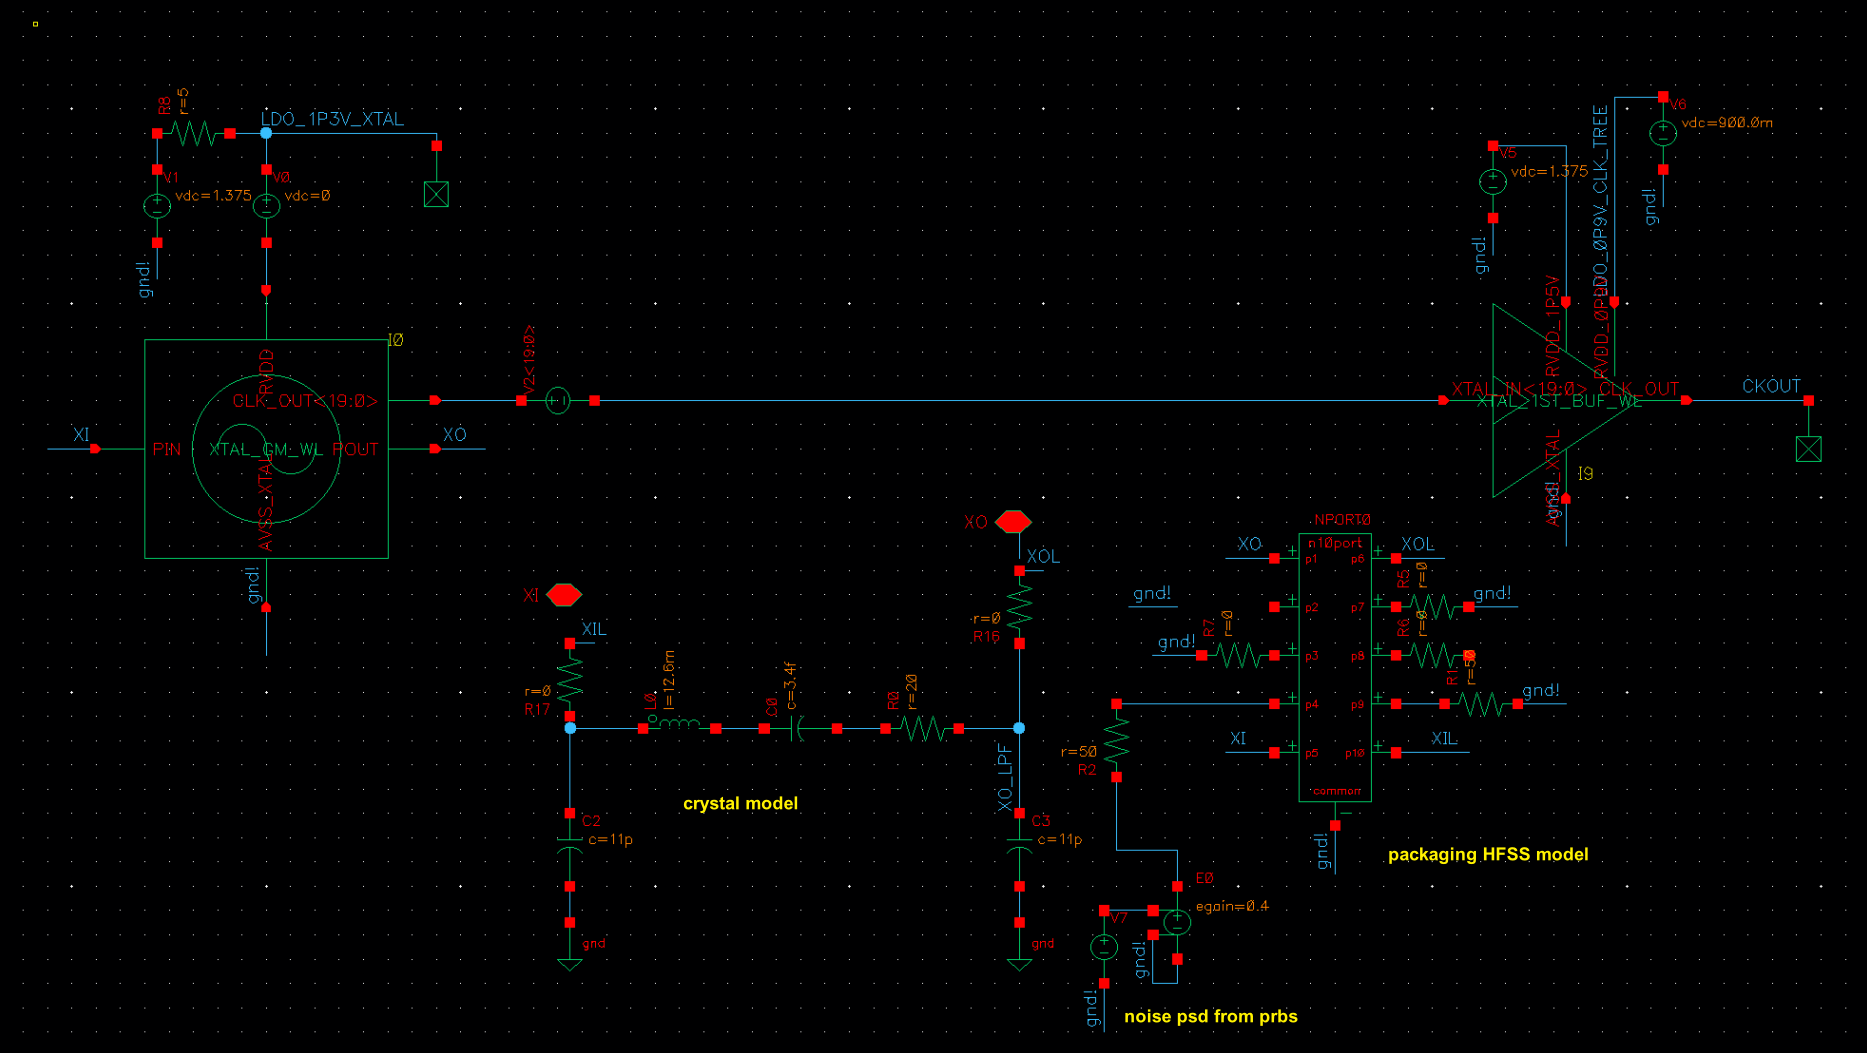 R8
r=5
LDO_1P3V_XTAL
V1
vdc=1.375
V0
vdc=0
gnd!
I0
RVDD
CLK_OUT<19:0>
XI
PIN
XTAL_GM_WL
POUT
XO
AVSS_XTAL
gnd!
V2<19:0>
V5
vdc=1.375
gnd!
V6
vdc=900.0m
gnd!
LDO_0P9V_CLK_TREE
RVDD_1P5V
XTAL_IN<19:0>
CLK_OUT
XTAL_1ST_BUF_WL
CKOUT
I9
gnd!
XO
XOL
r=0
R16
XI
XIL
r=0
R17
L0
l=12.6m
C0
c=3.4f
R0
r=20
XO_LPF
crystal model
C2
c=11p
gnd
C3
c=11p
gnd
NPORT0
n10port
XO
p1
p6
XOL
gnd!
p2
p7
R5
r=0
gnd!
gnd!
R7
r=0
p3
p8
R6
r=0
p4
p9
R1
r=50
gnd!
XI
p5
p10
XIL
common
gnd!
r=50
R2
packaging HFSS model
E0
egain=0.4
V7
gnd!
gnd!
noise psd from prbs